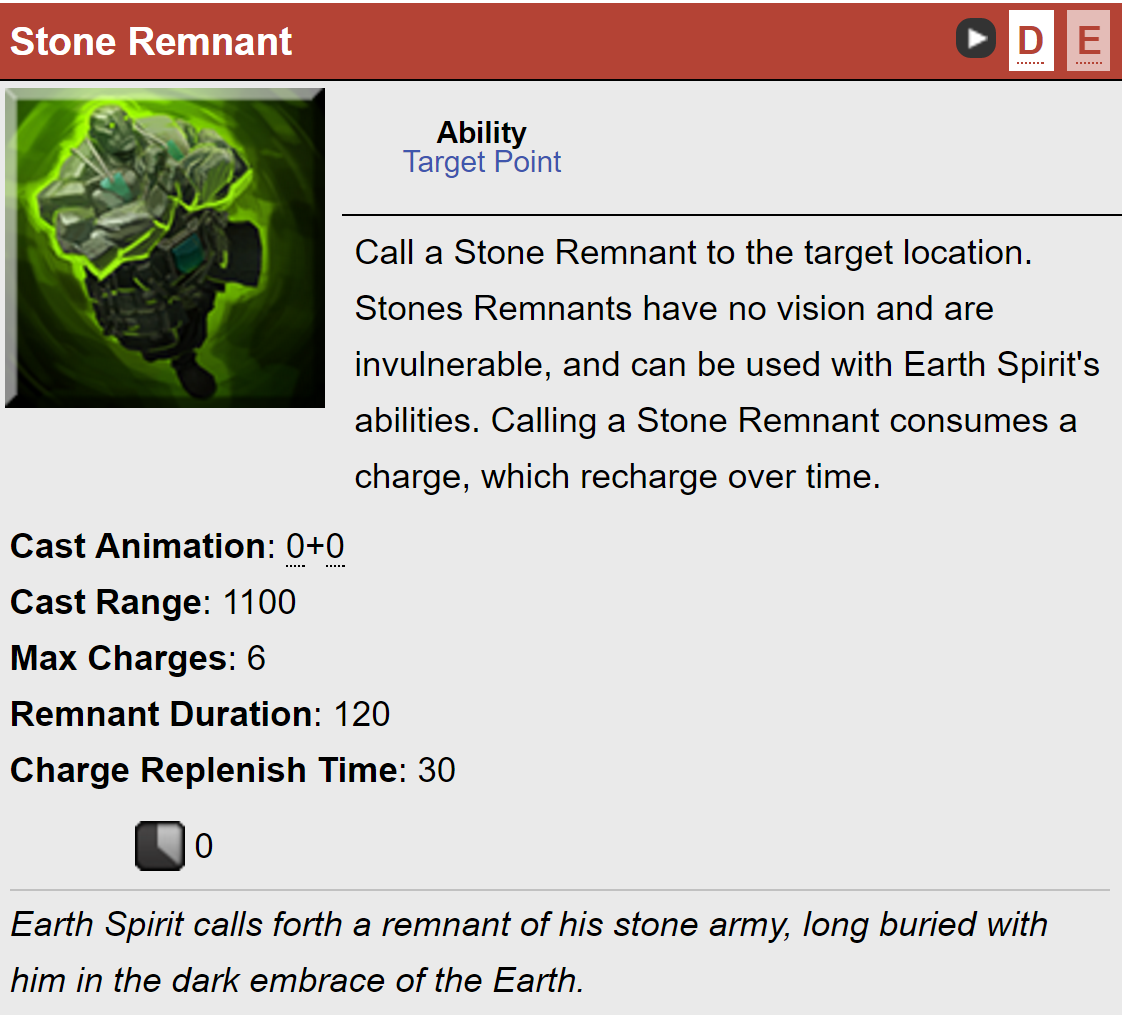 Stone Remnant D E
Ability
Target Point
Call a Stone Remnant to the target location.
Stones Remnants have no vision and are
invulnerable, and can be used with Earth Spirit's
abilities. Calling a Stone Remnant consumes a
charge, which recharge over time.
Cast Animation: 0+0
Cast Range: 1100
Max Charges: 6
Remnant Duration: 120
Charge Replenish Time: 30
0
Earth Spirit calls forth a remnant of his stone army, long buried with
him in the dark embrace of the Earth.